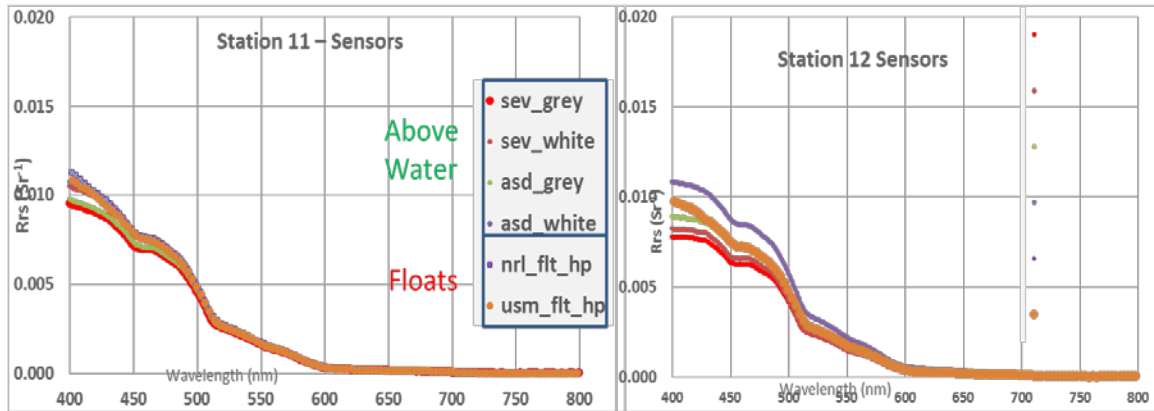 Station 11 – Sensors
0.020
0.015
0.010
0.005
0.000
Rrs (Sr⁻¹)
400 450 500 550 600 650 700 750 800
Wavelength (nm)
Above
Water
Floats
sev_grey
sev_white
asd_grey
asd_white
nrl_flt_hp
usm_flt_hp
Station 12 Sensors
0.020
0.015
0.010
0.005
0.000
Rrs (Sr⁻¹)
400 450 500 550 600 650 700 750 800
Wavelength (nm)